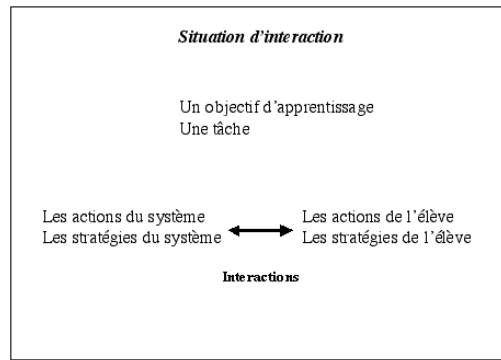 Situation d'interaction
Un objectif d'apprentissage
Une tâche
Les actions du système
Les stratégies du système
Les actions de l'élève
Les stratégies de l'élève
Interactions